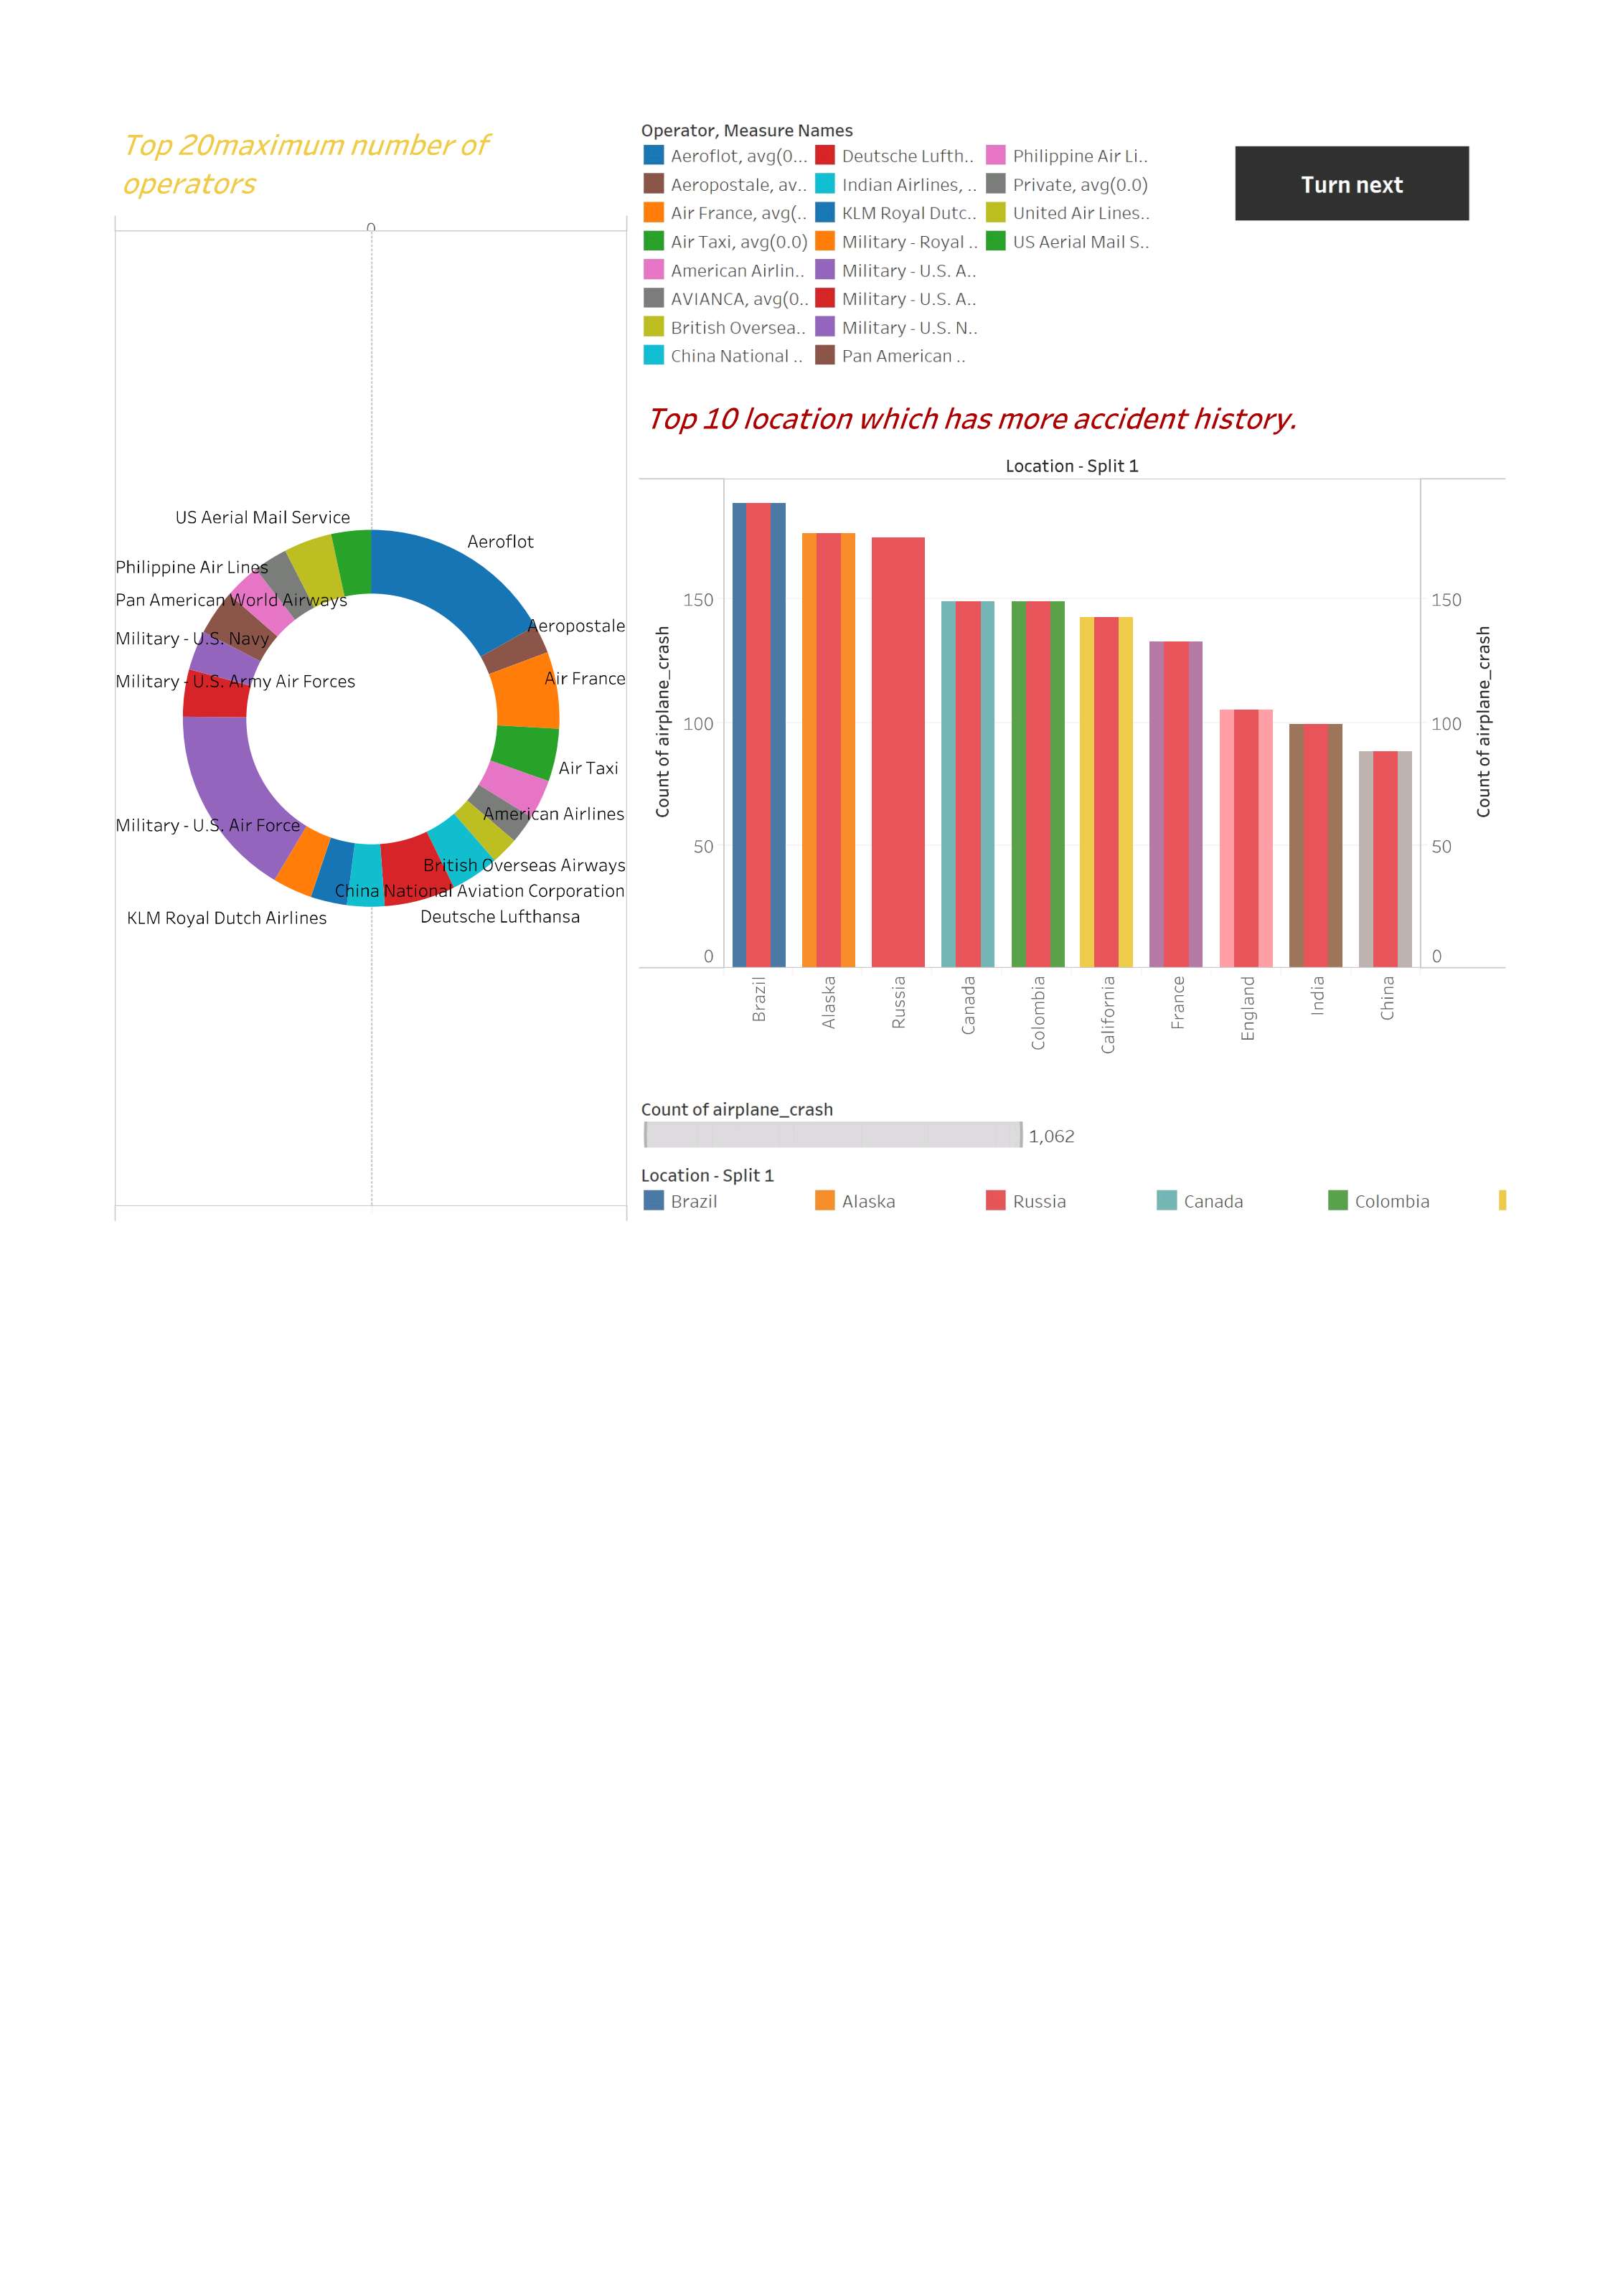 Top 20maximum number of
operators
0
US Aerial Mail Service
Aeroflot
Philippine Air Lines
Pan American World Airways
Aeropostale
Military - U.S. Navy
Military - U.S. Army Air Forces
Air France
Air Taxi
American Airlines
Military - U.S. Air Force
British Overseas Airways
China National Aviation Corporation
KLM Royal Dutch Airlines
Deutsche Lufthansa
Operator, Measure Names
Aeroflot, avg(0...
Aeropostale, av..
Air France, avg(..
Air Taxi, avg(0.0)
American Airlin..
AVIANCA, avg(0..
British Oversea..
China National ..
Deutsche Lufth..
Indian Airlines, ..
KLM Royal Dutc..
Military - Royal ..
Military - U.S. A..
Military - U.S. A..
Military - U.S. N..
Pan American ..
Philippine Air Li..
Private, avg(0.0)
United Air Lines..
US Aerial Mail S..
Turn next
Top 10 location which has more accident history.
Location - Split 1
Count of airplane_crash
150
100
50
0
150
100
50
0
Count of airplane_crash
Brazil
Alaska
Russia
Canada
Colombia
California
France
England
India
China
Count of airplane_crash
1,062
Location - Split 1
Brazil
Alaska
Russia
Canada
Colombia